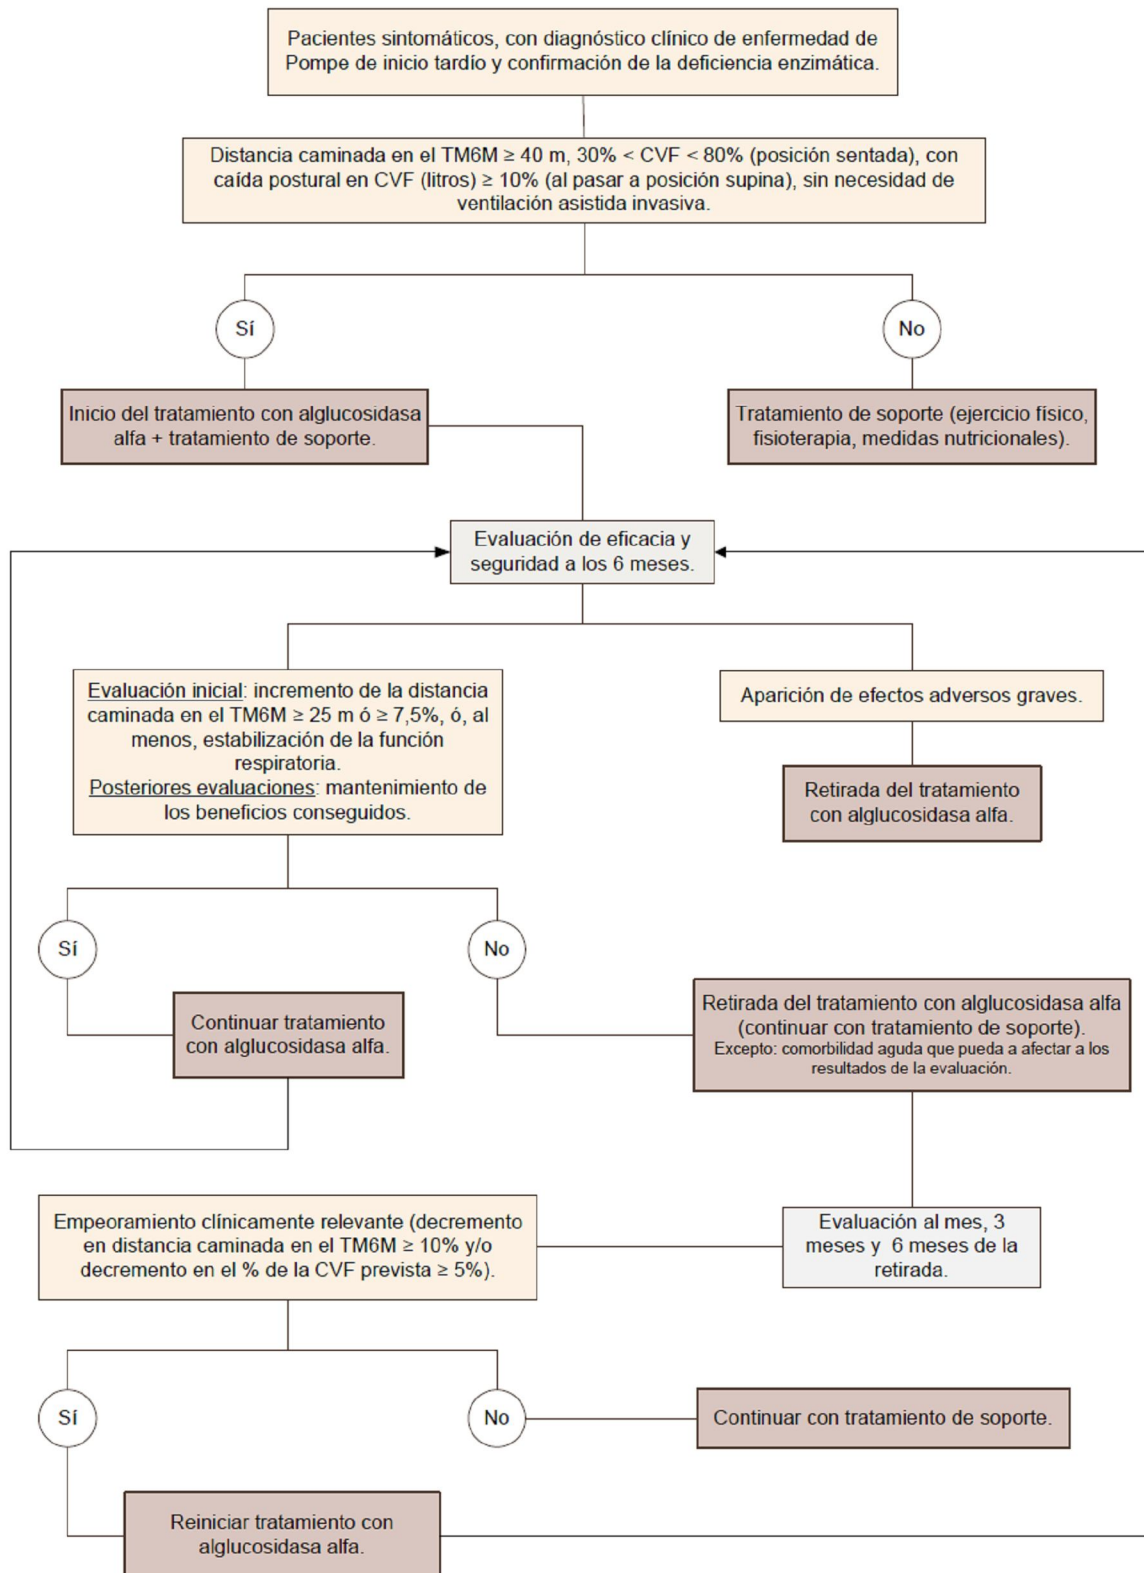 Pacientes sintomáticos, con diagnóstico clínico de enfermedad de
Pompe de inicio tardío y confirmación de la deficiencia enzimática.
Distancia caminada en el TM6M ≥ 40 m, 30% < CVF < 80% (posición sentada), con
caída postural en CVF (litros) ≥ 10% (al pasar a posición supina), sin necesidad de
ventilación asistida invasiva.
Sí
No
Inicio del tratamiento con alglucosidasa
alfa + tratamiento de soporte.
Tratamiento de soporte (ejercicio físico,
fisioterapia, medidas nutricionales).
Evaluación de eficacia y
seguridad a los 6 meses.
Evaluación inicial: incremento de la distancia
caminada en el TM6M ≥ 25 m ó ≥ 7,5%, ó, al
menos, estabilización de la función
respiratoria.
Posteriores evaluaciones: mantenimiento de
los beneficios conseguidos.
Aparición de efectos adversos graves.
Retirada del tratamiento
con alglucosidasa alfa.
Sí
No
Continuar tratamiento
con alglucosidasa alfa.
Retirada del tratamiento con alglucosidasa alfa
(continuar con tratamiento de soporte).
Excepto: comorbilidad aguda que pueda a afectar a los
resultados de la evaluación.
Empeoramiento clínicamente relevante (decremento
en distancia caminada en el TM6M ≥ 10% y/o
decremento en el % de la CVF prevista ≥ 5%).
Evaluación al mes, 3
meses y 6 meses de la
retirada.
Sí
No
Continuar con tratamiento de soporte.
Reiniciar tratamiento con
alglucosidasa alfa.